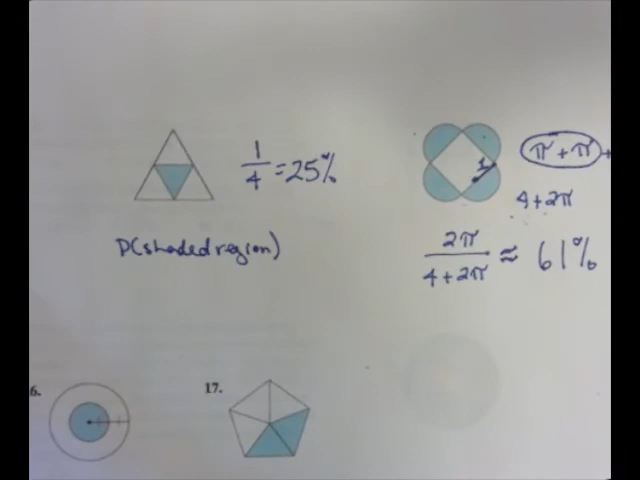 1/4 = 25%
P(shaded region)
1
π + π +
4 + 2π
2π/(4 + 2π) ≈ 61%
6.
17.